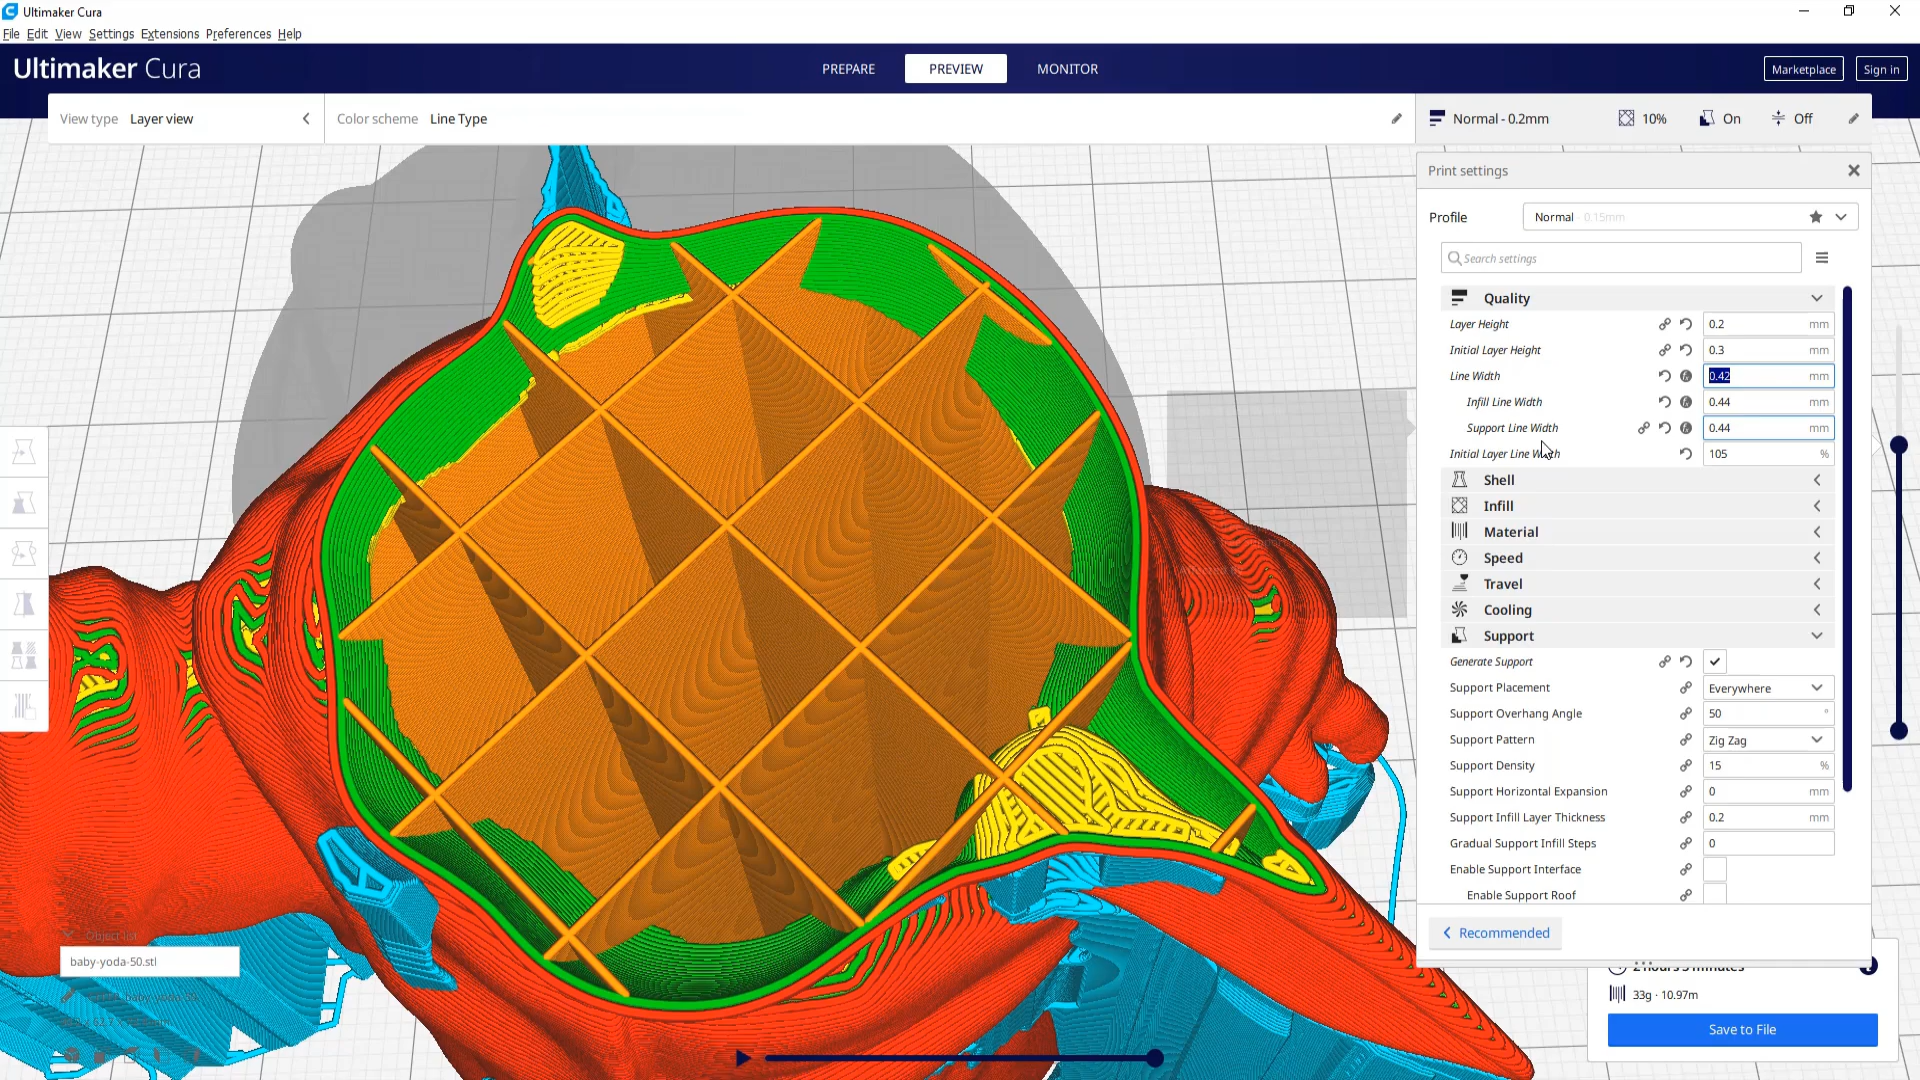 Ultimaker Cura
File Edit View Settings Extensions Preferences Help
Ultimaker Cura
PREPARE
PREVIEW
MONITOR
Marketplace
Sign in
View type Layer view
Color scheme Line Type
Normal - 0.2mm
10%
On
Off
Print settings
Profile
Normal 0.15mm
Search settings
Quality
Layer Height 0.2 mm
Initial Layer Height 0.3 mm
Line Width 0.42 mm
Infill Line Width 0.44 mm
Support Line Width 0.44 mm
Initial Layer Line Width 105 %
Shell
Infill
Material
Speed
Travel
Cooling
Support
Generate Support
Support Placement Everywhere
Support Overhang Angle 50 °
Support Pattern Zig Zag
Support Density 15 %
Support Horizontal Expansion 0 mm
Support Infill Layer Thickness 0.2 mm
Gradual Support Infill Steps 0
Enable Support Interface
Enable Support Roof
Recommended
Object list
baby-yoda-50.stl
33g · 10.97m
Save to File